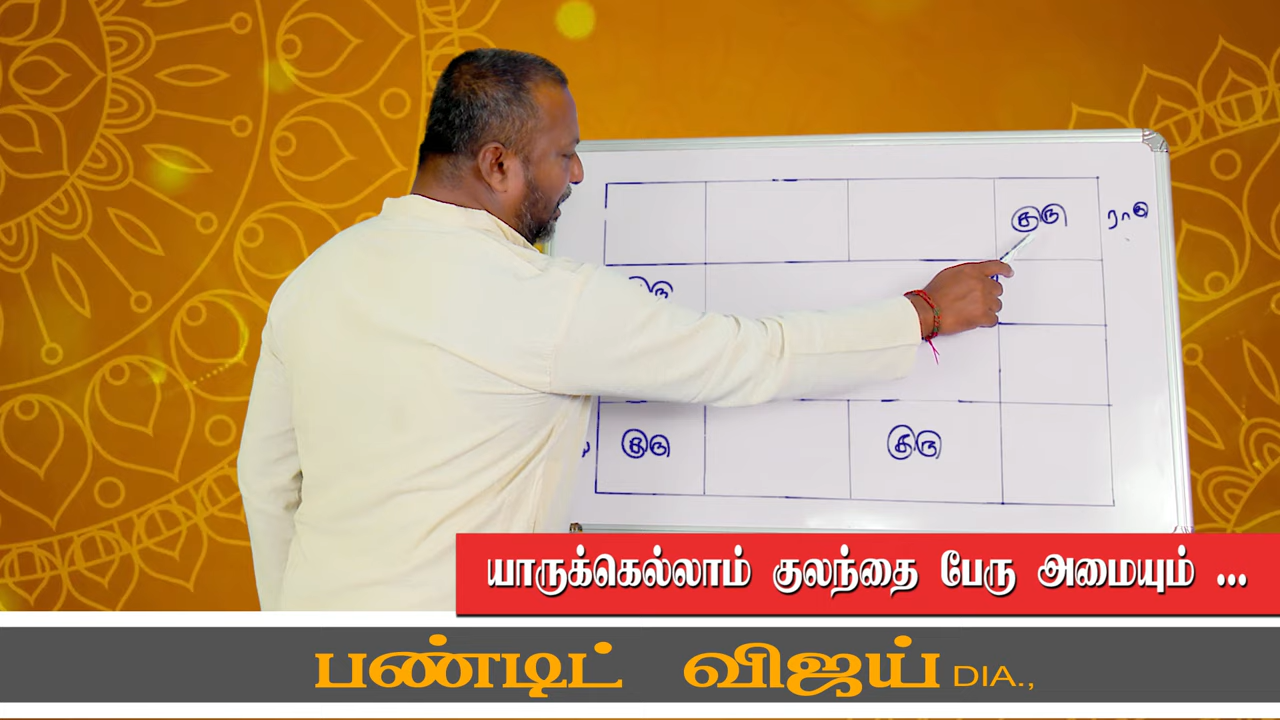 குரு ராகு
குரு
குரு குரு
யாருக்கெல்லாம் குலந்தை பேரு அமையும் ...
பண்டிட் விஜய் DIA.,